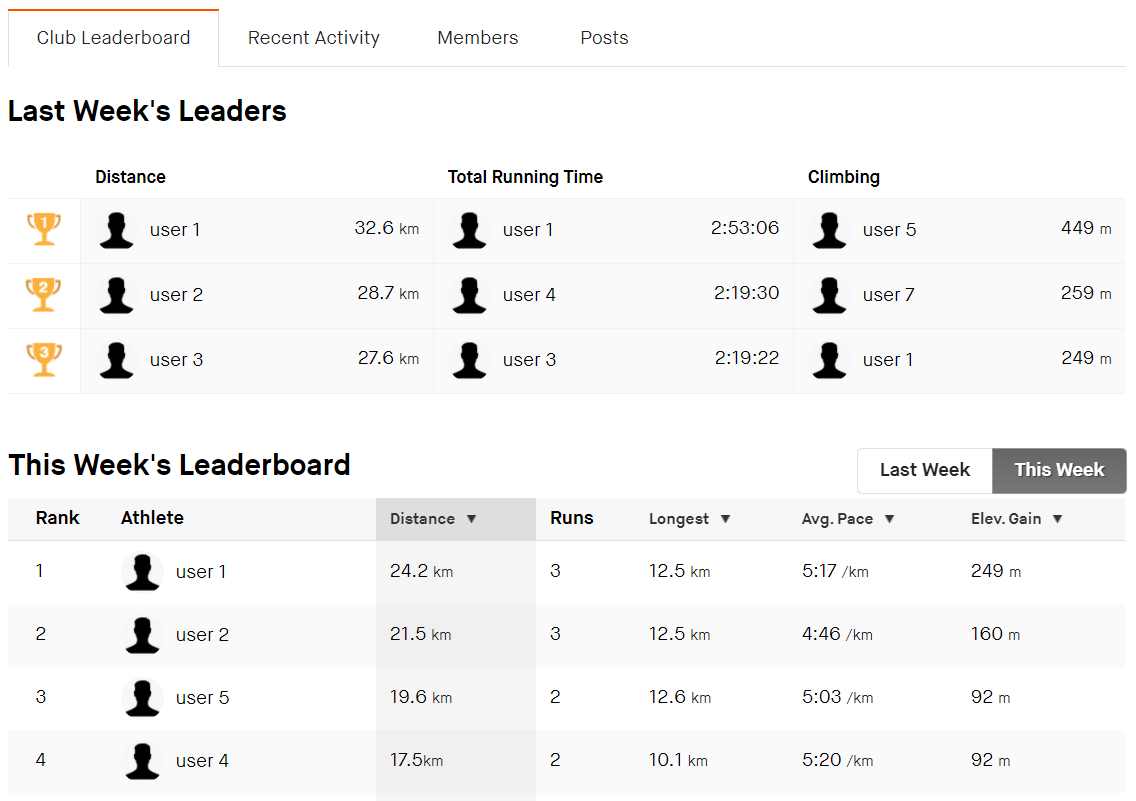 Club Leaderboard Recent Activity Members Posts
Last Week's Leaders
Distance Total Running Time Climbing
1 user 1 32.6 km user 1 2:53:06 user 5 449 m
2 user 2 28.7 km user 4 2:19:30 user 7 259 m
3 user 3 27.6 km user 3 2:19:22 user 1 249 m
This Week's Leaderboard Last Week This Week
Rank Athlete Distance ▼ Runs Longest ▼ Avg. Pace ▼ Elev. Gain ▼
1 user 1 24.2 km 3 12.5 km 5:17 /km 249 m
2 user 2 21.5 km 3 12.5 km 4:46 /km 160 m
3 user 5 19.6 km 2 12.6 km 5:03 /km 92 m
4 user 4 17.5km 2 10.1 km 5:20 /km 92 m